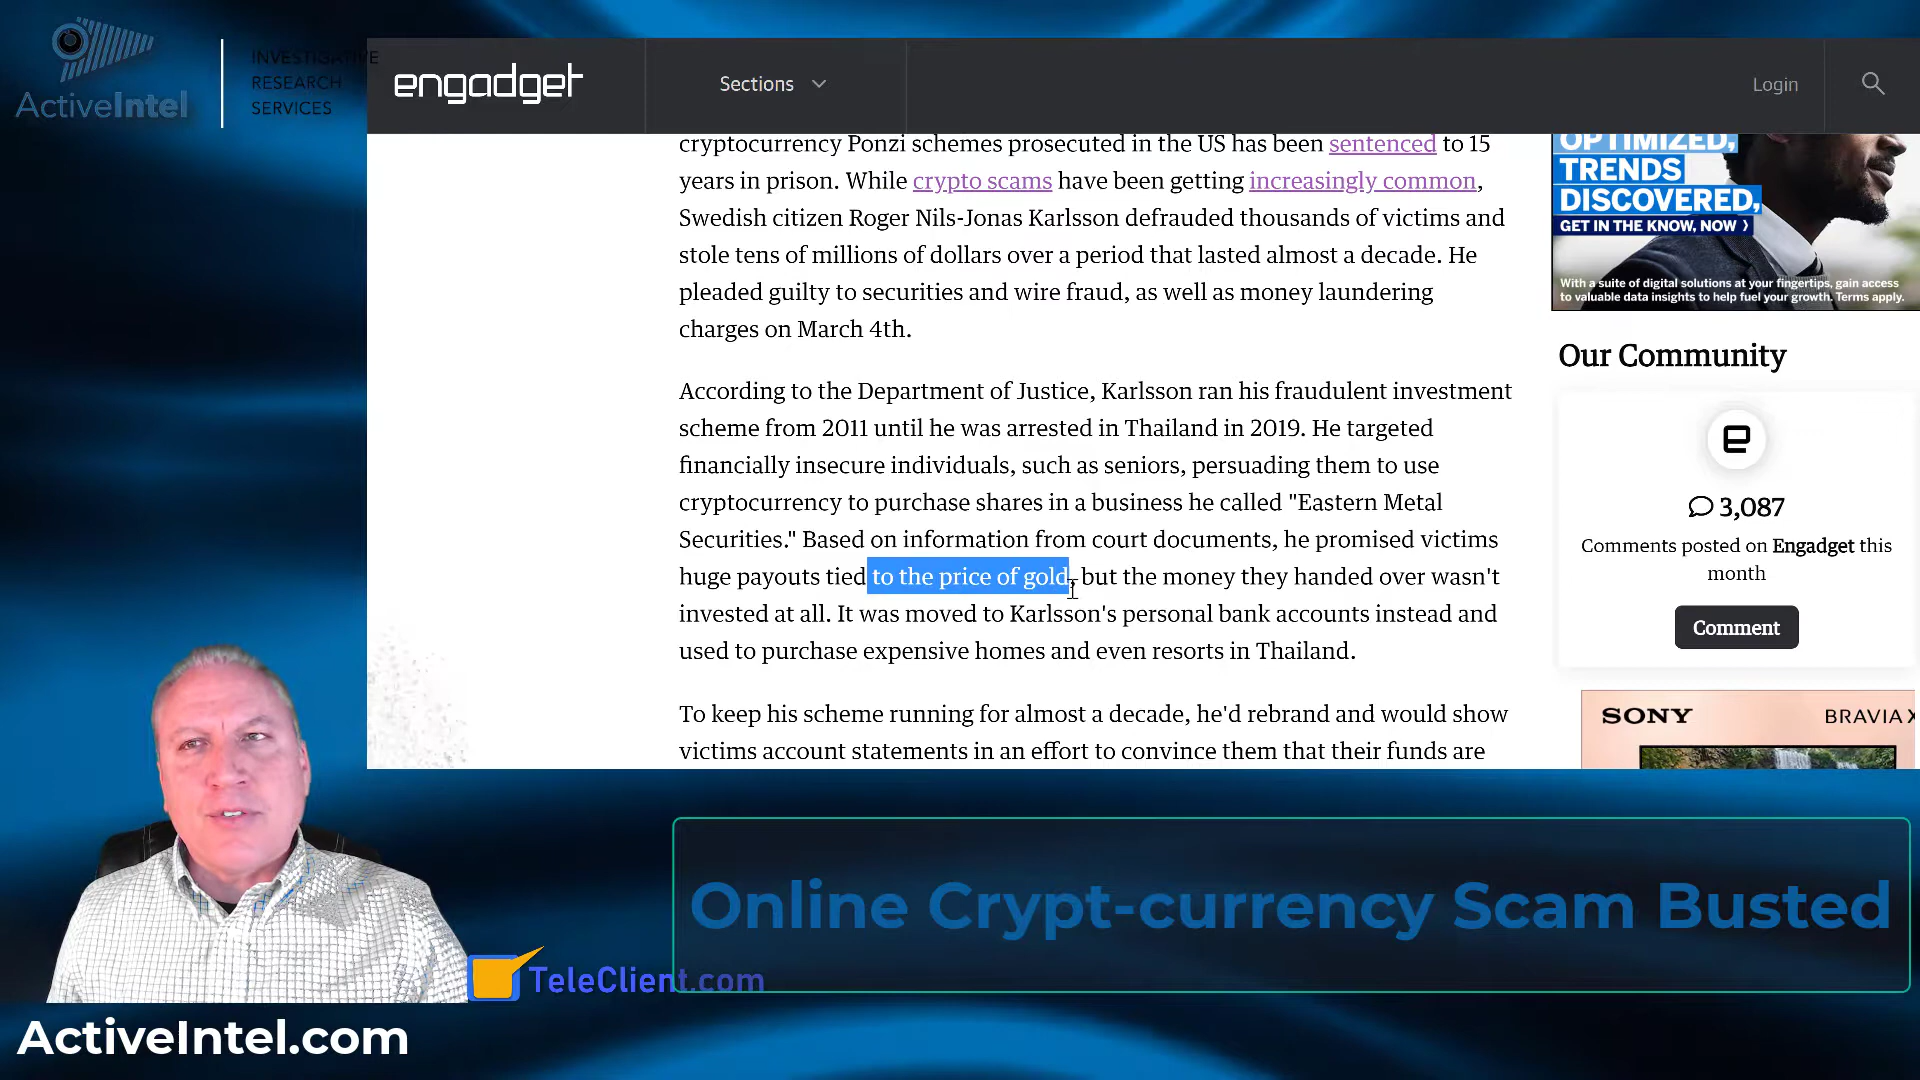 ActiveIntel
INVESTIGATIVE
RESEARCH
SERVICES
engadget
Sections
Login
cryptocurrency Ponzi schemes prosecuted in the US has been sentenced to 15
years in prison. While crypto scams have been getting increasingly common,
Swedish citizen Roger Nils-Jonas Karlsson defrauded thousands of victims and
stole tens of millions of dollars over a period that lasted almost a decade. He
pleaded guilty to securities and wire fraud, as well as money laundering
charges on March 4th.
According to the Department of Justice, Karlsson ran his fraudulent investment
scheme from 2011 until he was arrested in Thailand in 2019. He targeted
financially insecure individuals, such as seniors, persuading them to use
cryptocurrency to purchase shares in a business he called "Eastern Metal
Securities." Based on information from court documents, he promised victims
huge payouts tied to the price of gold, but the money they handed over wasn't
invested at all. It was moved to Karlsson's personal bank accounts instead and
used to purchase expensive homes and even resorts in Thailand.
To keep his scheme running for almost a decade, he'd rebrand and would show
victims account statements in an effort to convince them that their funds are
OPTIMIZED,
TRENDS
DISCOVERED,
GET IN THE KNOW, NOW ❭
With a suite of digital solutions at your fingertips, gain access
to valuable data insights to help fuel your growth. Terms apply.
Our Community
e
3,087
Comments posted on Engadget this
month
Comment
SONY
BRAVIA X
Online Crypt-currency Scam Busted
TeleClient.com
ActiveIntel.com